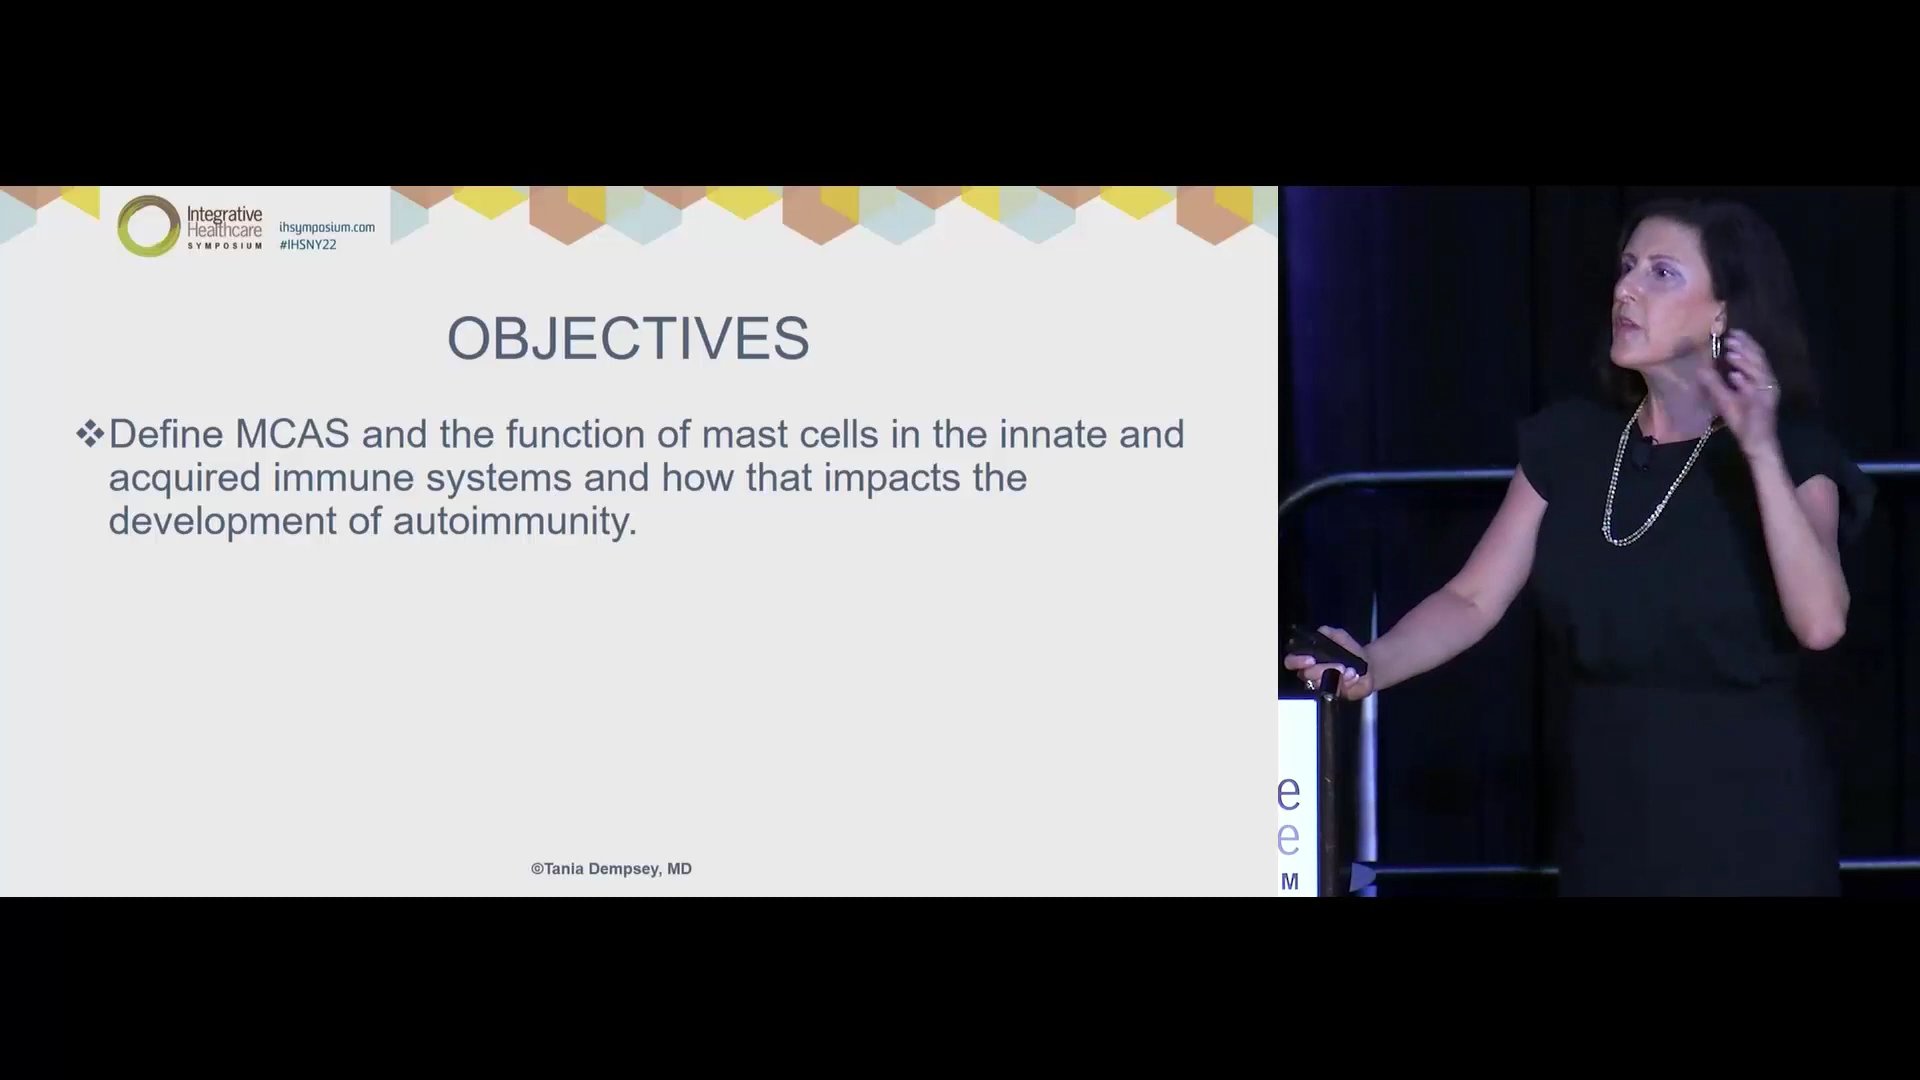 Integrative
Healthcare
SYMPOSIUM
ihsymposium.com
#IHSNY22
OBJECTIVES
❖Define MCAS and the function of mast cells in the innate and
acquired immune systems and how that impacts the
development of autoimmunity.
©Tania Dempsey, MD
e
e
M